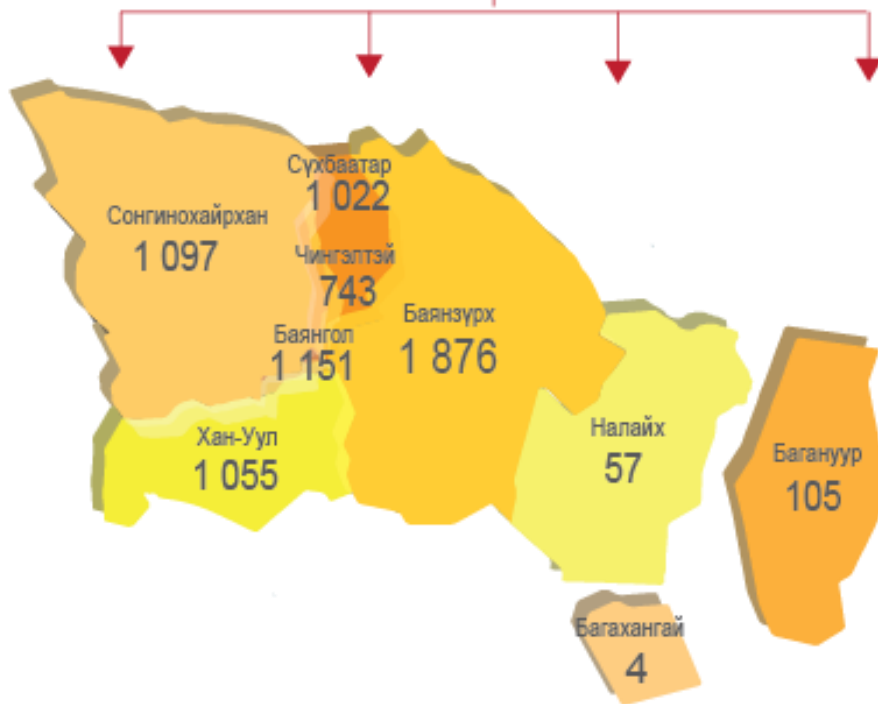 Сүхбаатар
1 022
Сонгинохайрхан
1 097
Чингэлтэй
743
Баянзүрх
1 876
Баянгол
1 151
Хан-Уул
1 055
Налайх
57
Багануур
105
Багахангай
4